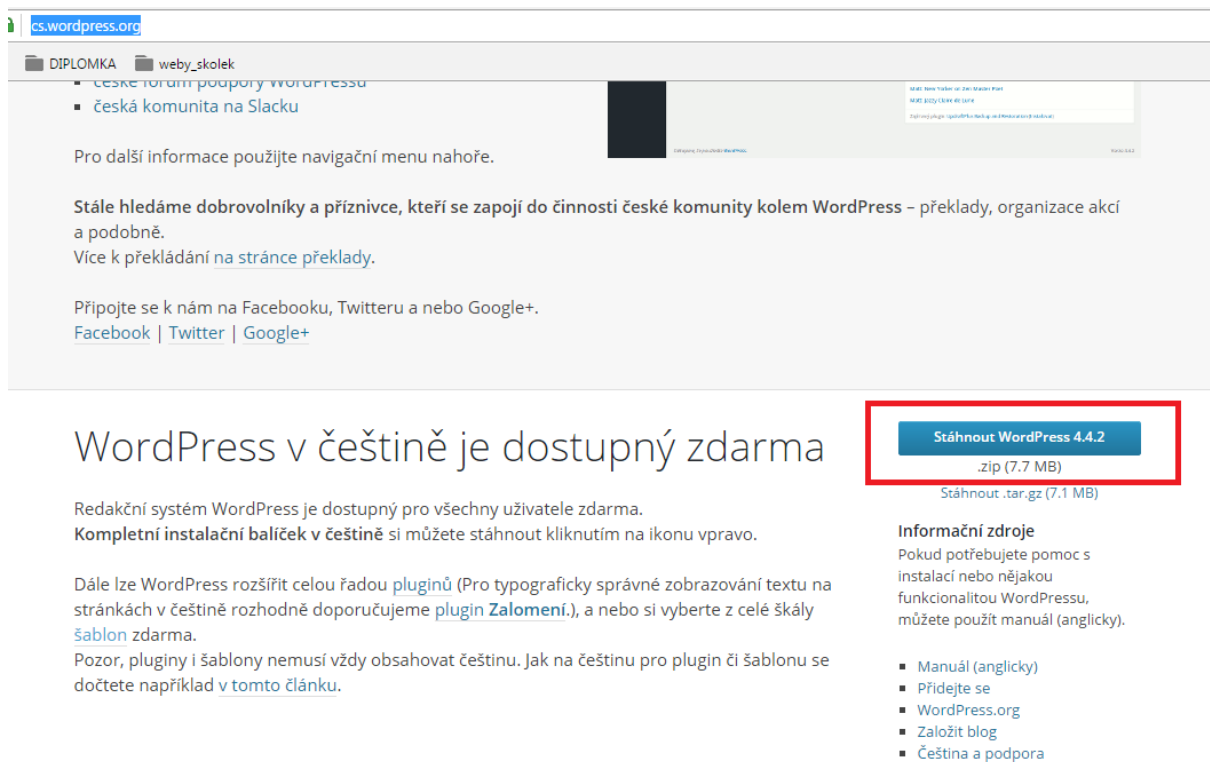 cs.wordpress.org
DIPLOMKA weby_skolek
české fórum podpory WordPressu
česká komunita na Slacku
Pro další informace použijte navigační menu nahoře.
Stále hledáme dobrovolníky a příznivce, kteří se zapojí do činnosti české komunity kolem WordPress – překlady, organizace akcí
a podobně.
Více k překládání na stránce překlady.
Připojte se k nám na Facebooku, Twitteru a nebo Google+.
Facebook | Twitter | Google+
WordPress v češtině je dostupný zdarma
Redakční systém WordPress je dostupný pro všechny uživatele zdarma.
Kompletní instalační balíček v češtině si můžete stáhnout kliknutím na ikonu vpravo.
Dále lze WordPress rozšířit celou řadou pluginů (Pro typograficky správné zobrazování textu na
stránkách v češtině rozhodně doporučujeme plugin Zalomení.), a nebo si vyberte z celé škály
šablon zdarma.
Pozor, pluginy i šablony nemusí vždy obsahovat češtinu. Jak na češtinu pro plugin či šablonu se
dočtete například v tomto článku.
Stáhnout WordPress 4.4.2
.zip (7.7 MB)
Stáhnout .tar.gz (7.1 MB)
Informační zdroje
Pokud potřebujete pomoc s
instalací nebo nějakou
funkcionalitou WordPressu,
můžete použít manuál (anglicky).
Manuál (anglicky)
Přidejte se
WordPress.org
Založit blog
Čeština a podpora